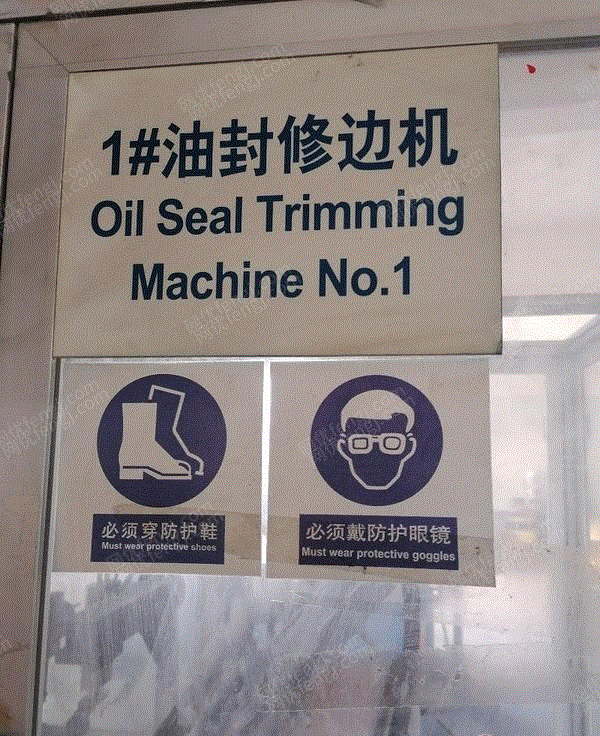 1#油封修边机
Oil Seal Trimming
Machine No.1
必须穿防护鞋
Must wear protective shoes
必须戴防护眼镜
Must wear protective goggles